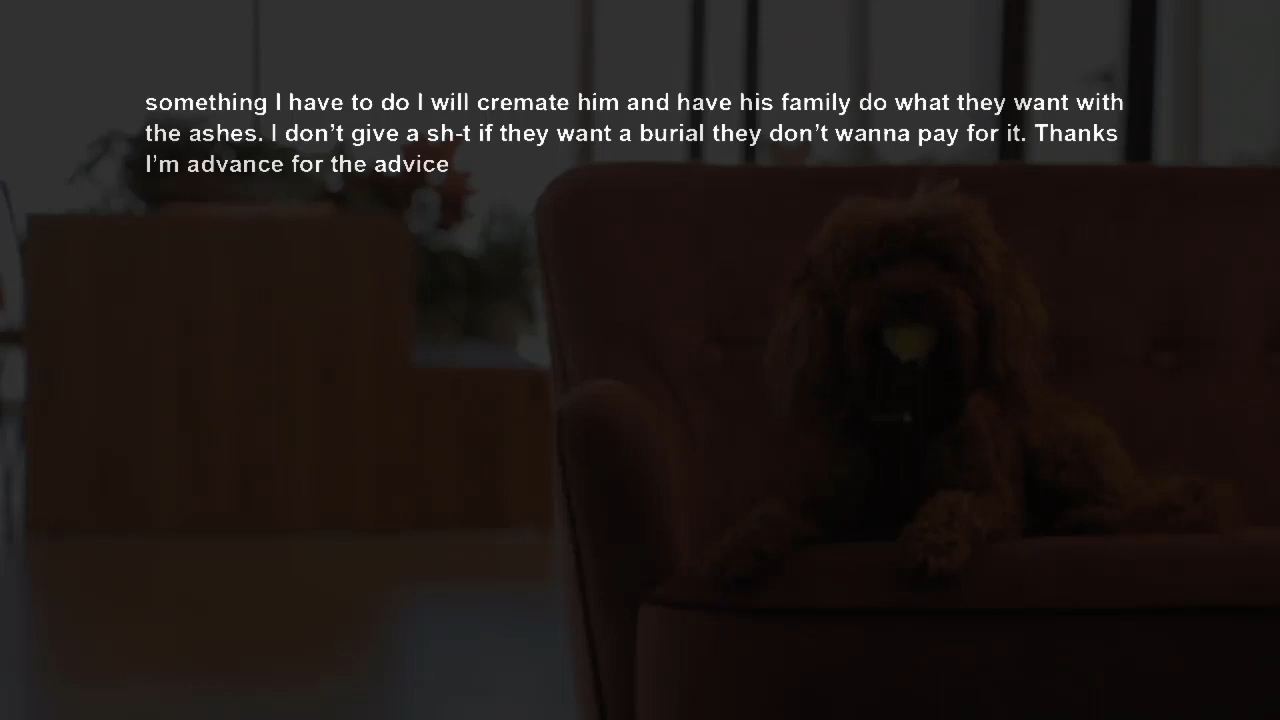 something I have to do I will cremate him and have his family do what they want with
the ashes. I don’t give a sh-t if they want a burial they don’t wanna pay for it. Thanks
I’m advance for the advice